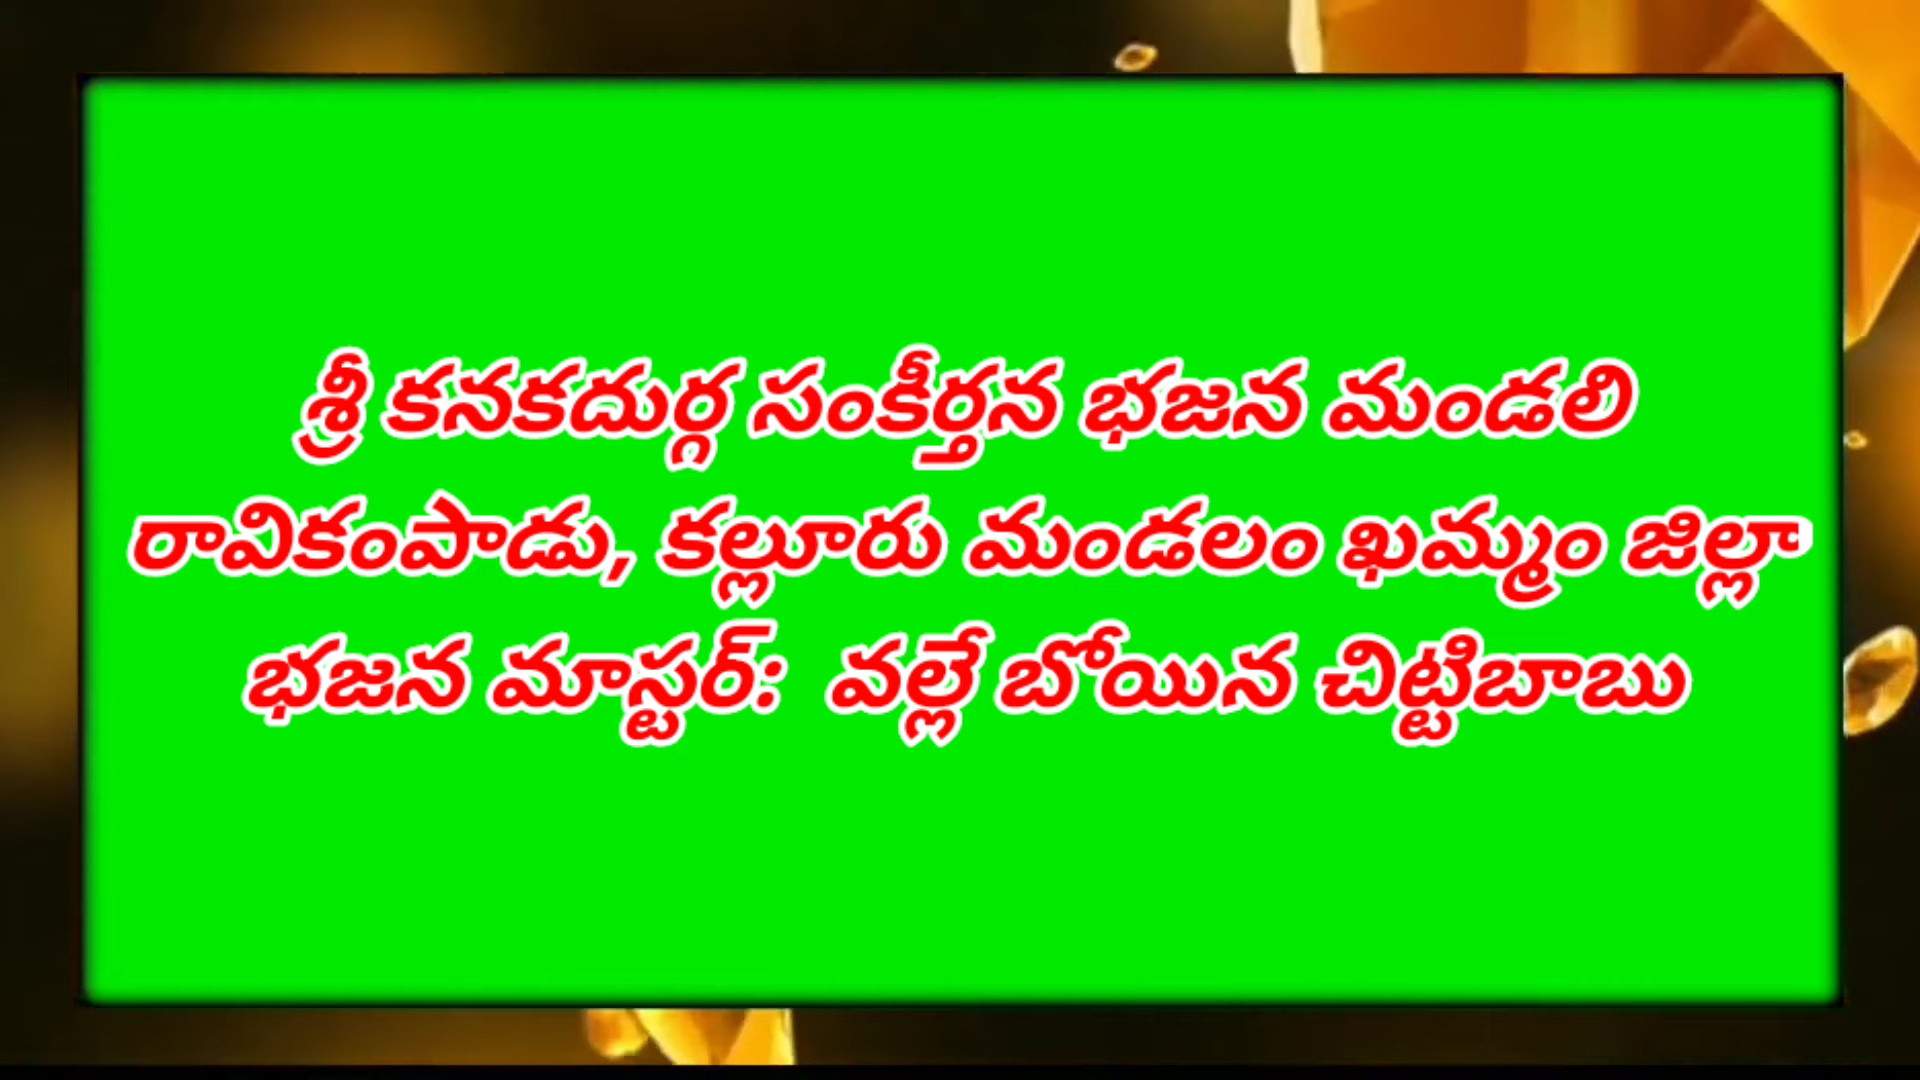 శ్రీ కనకదుర్గ సంకీర్తన భజన మండలి
రావికంపాడు, కల్లూరు మండలం ఖమ్మం జిల్లా
భజన మాస్టర్: వల్లే బోయిన చిట్టిబాబు